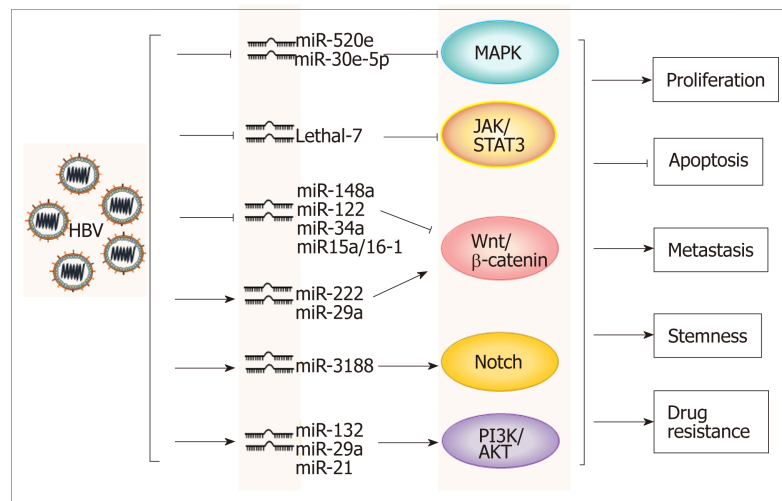 HBV
miR-520e
miR-30e-5p
Lethal-7
miR-148a
miR-122
miR-34a
miR15a/16-1
miR-222
miR-29a
miR-3188
miR-132
miR-29a
miR-21
MAPK
JAK/
STAT3
Wnt/
β-catenin
Notch
PI3K/
AKT
Proliferation
Apoptosis
Metastasis
Stemness
Drug
resistance